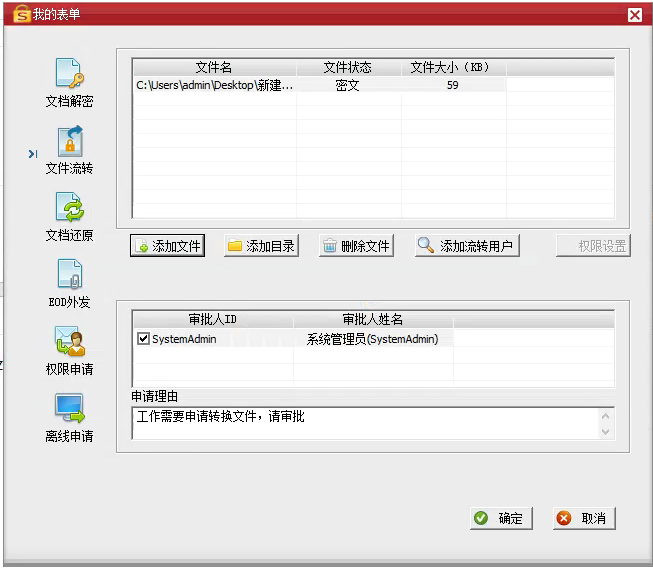 我的表单
文档解密
文件流转
文档还原
EOD外发
权限申请
离线申请
文件名 文件状态 文件大小（KB）
C:\Users\admin\Desktop\新建... 密文 59
添加文件 添加目录 删除文件 添加流转用户 权限设置
审批人ID 审批人姓名
SystemAdmin 系统管理员(SystemAdmin)
申请理由
工作需要申请转换文件，请审批
确定 取消